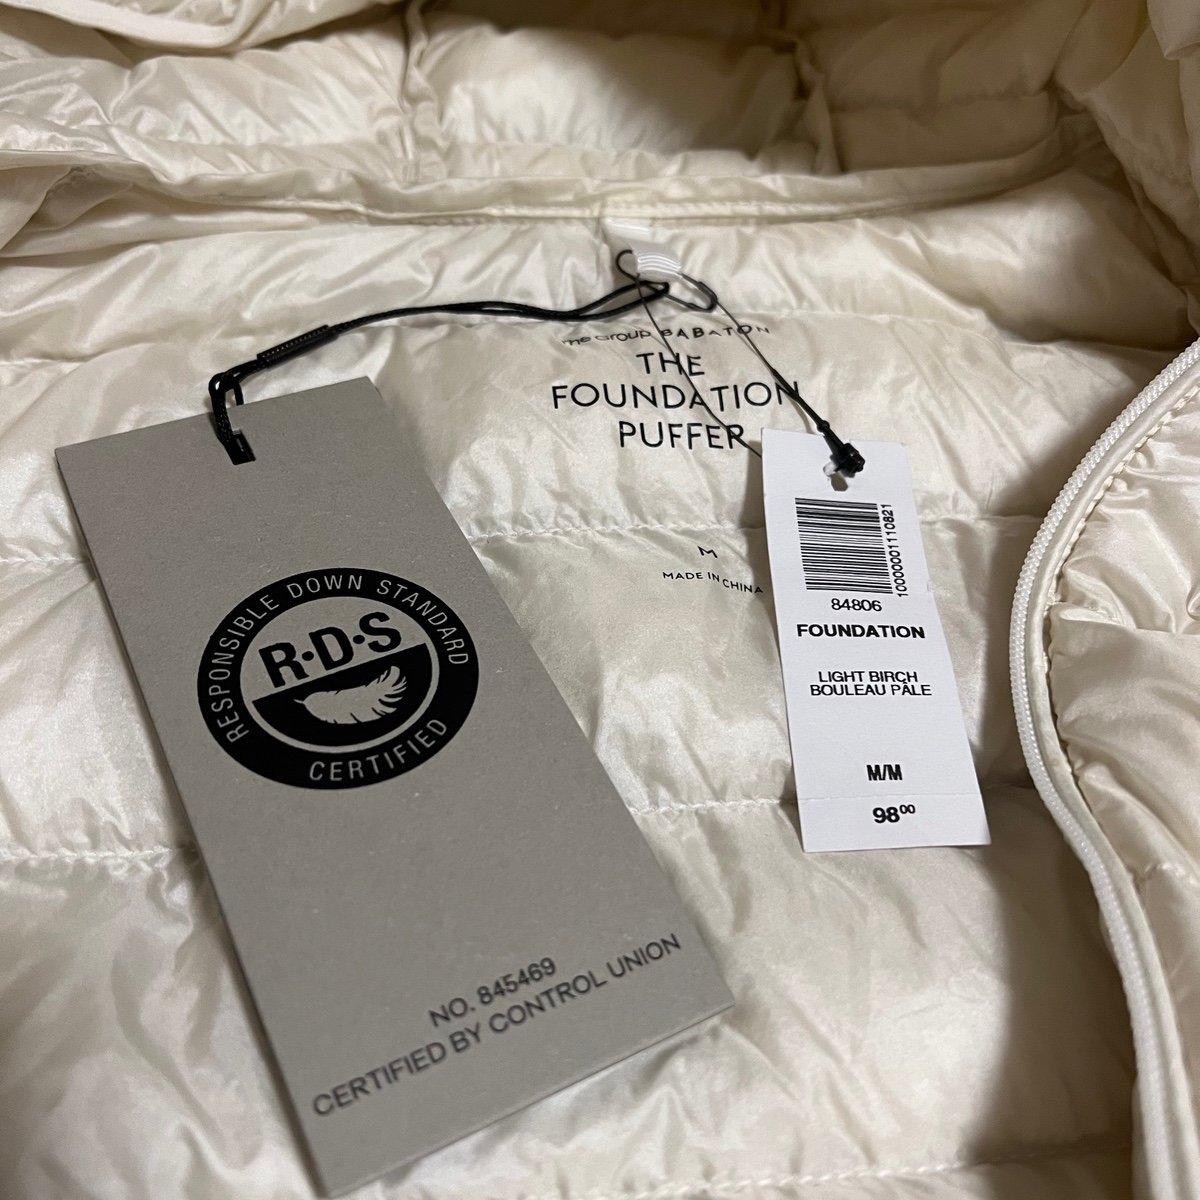 The Group BABATON
THE
FOUNDATION
PUFFER
M
MADE IN CHINA
RESPONSIBLE DOWN STANDARD
R·D·S
CERTIFIED
NO. 845469
CERTIFIED BY CONTROL UNION
1000001110821
84806
FOUNDATION
LIGHT BIRCH
BOULEAU PÂLE
M/M
98⁰⁰